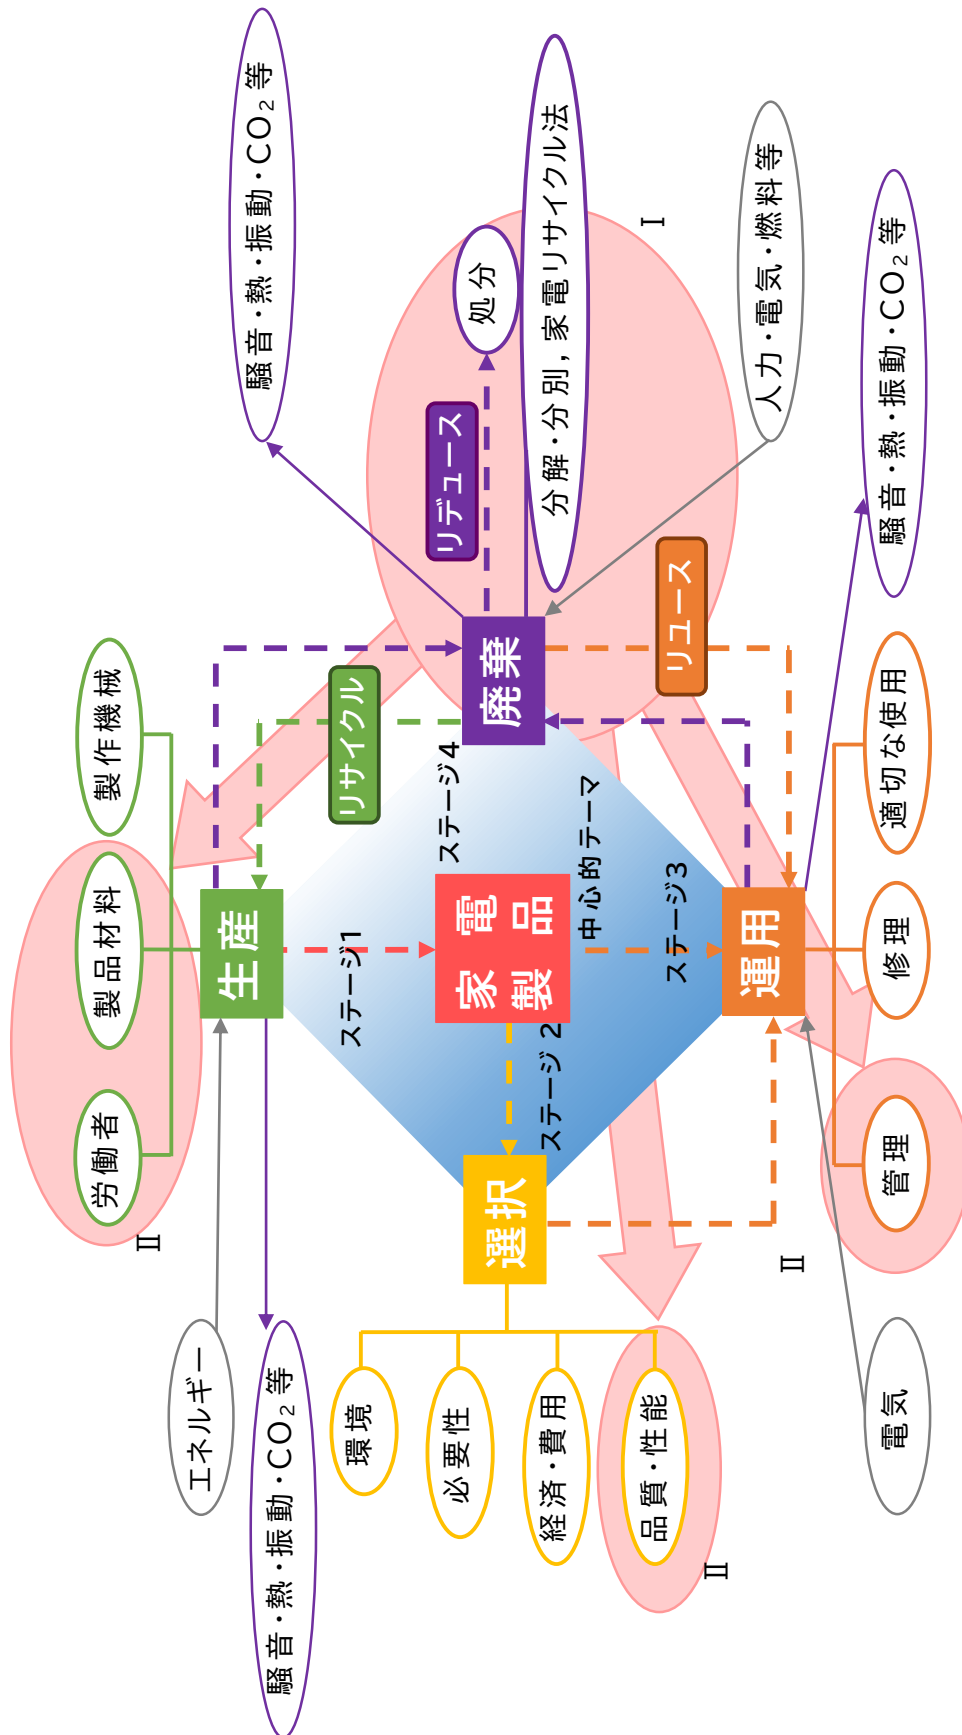 労働者
製品材料
製作機械
Ⅱ
エネルギー
生産
騒音・熱・振動・CO₂等
騒音・熱・振動・CO₂等
環境
ステージ1
リサイクル
必要性
ステージ4
リデュース
処分
選択
家電
製品
廃棄
経済・費用
ステージ 2
分解・分別，家電リサイクル法
中心的テーマ
品質・性能
ステージ3
リユース
Ⅰ
Ⅱ
運用
人力・電気・燃料等
Ⅱ
電気
管理
修理
適切な使用
騒音・熱・振動・CO₂等